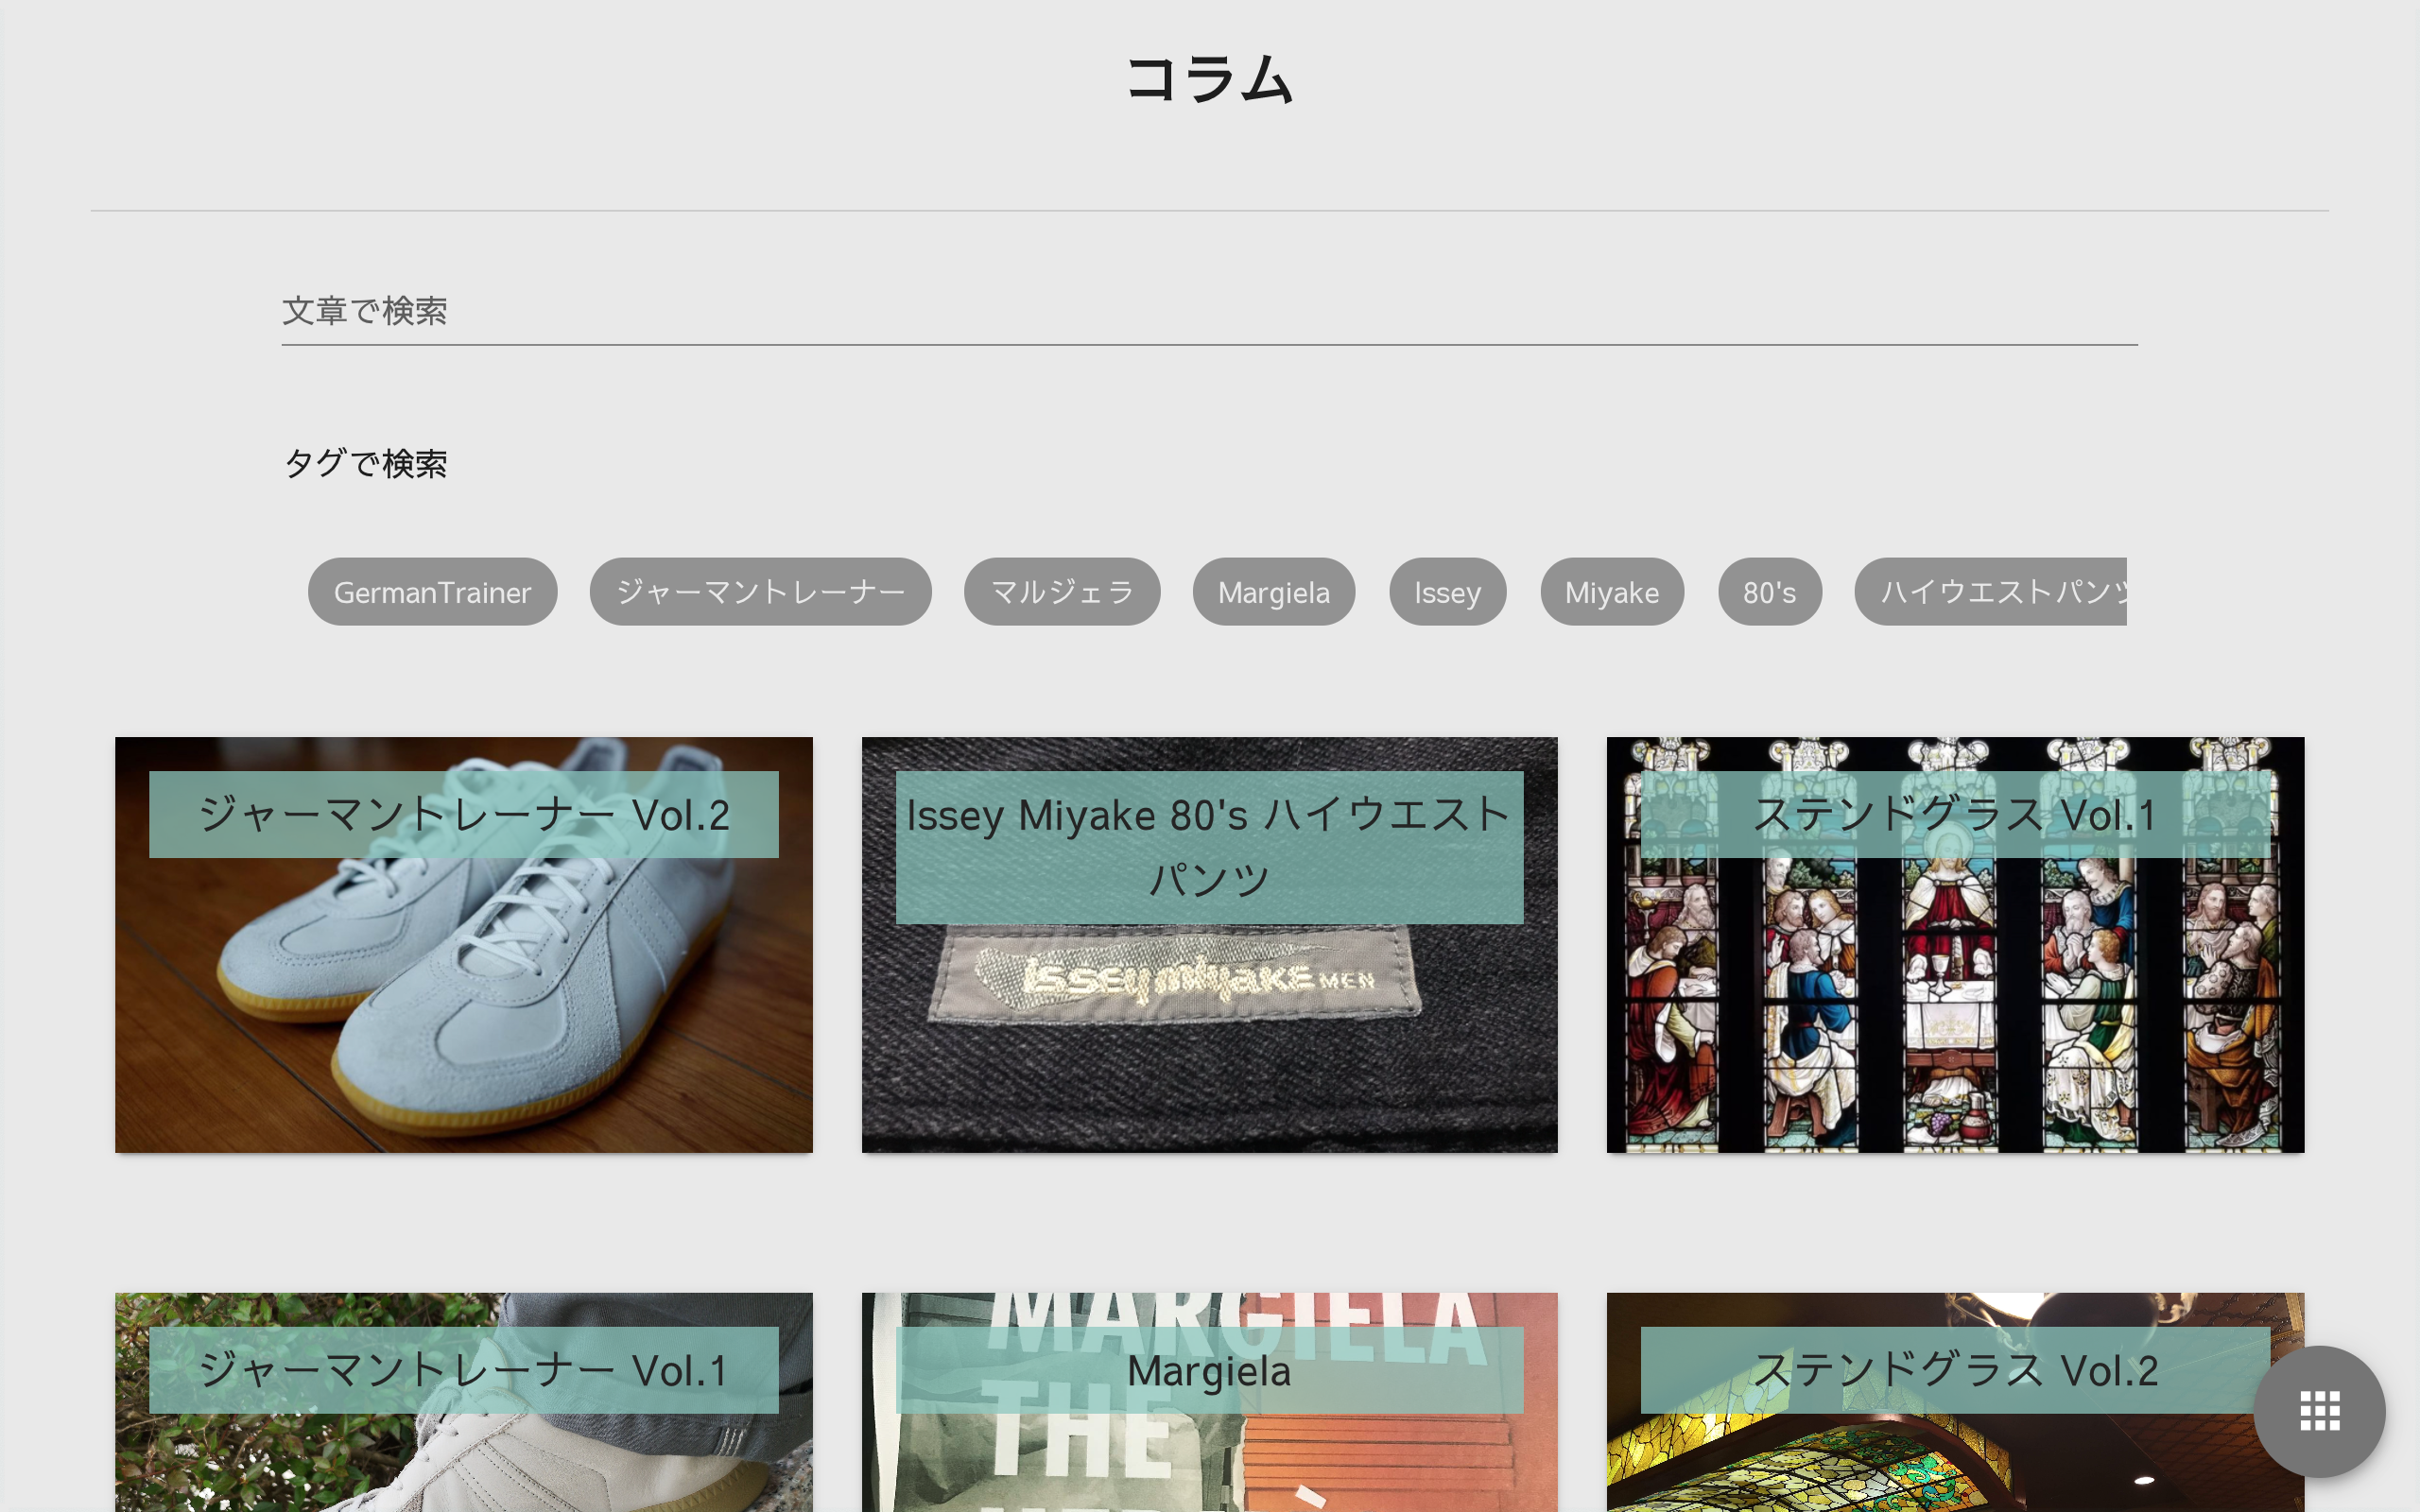 コラム
文章で検索
タグで検索
GermanTrainer ジャーマントレーナー マルジェラ Margiela Issey Miyake 80's ハイウエストパンツ
ジャーマントレーナー Vol.2
Issey Miyake 80's ハイウエスト
パンツ
issey miyake MEN
ステンドグラス Vol.1
ジャーマントレーナー Vol.1
MARGIELA
Margiela
THE
ステンドグラス Vol.2